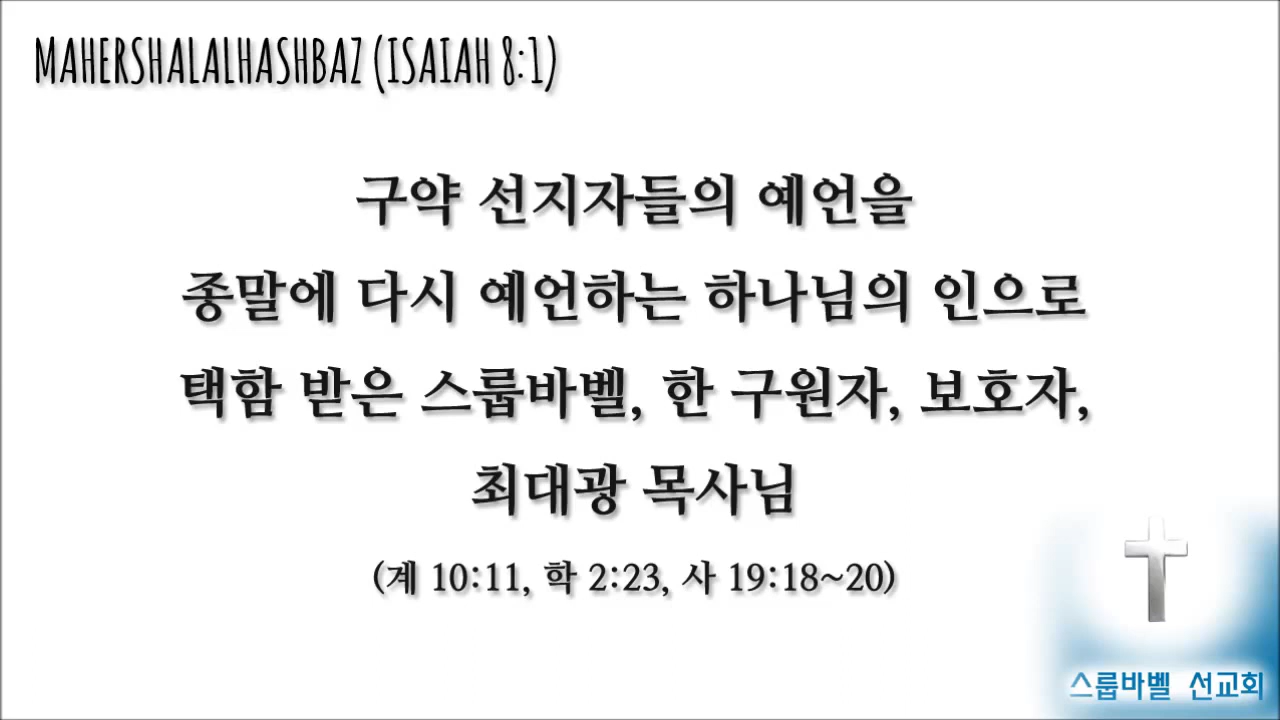 MAHERSHALALHASHBAZ (ISAIAH 8:1)
구약 선지자들의 예언을
종말에 다시 예언하는 하나님의 인으로
택함 받은 스룹바벨, 한 구원자, 보호자,
최대광 목사님
(계 10:11, 학 2:23, 사 19:18~20)
스룹바벨 선교회